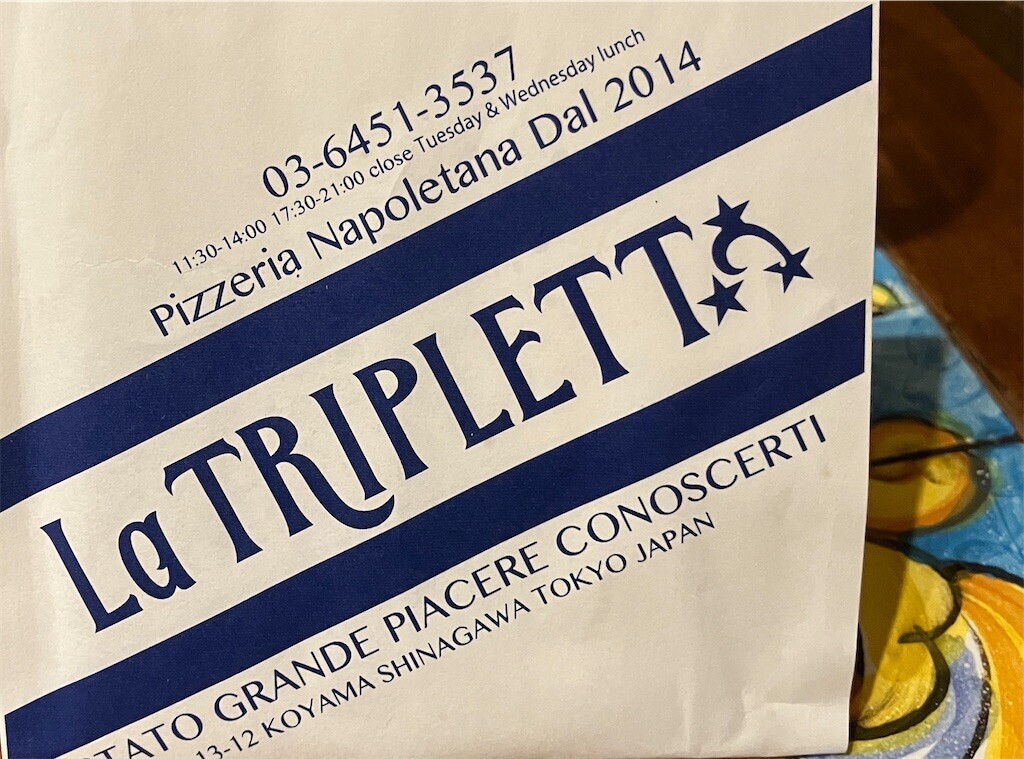 03-6451-3537
11:30-14:00 17:30-21:00 close Tuesday & Wednesday lunch
Pizzeria Napoletana Dal 2014
La TRIPLETTA
GRANDE PIACERE CONOSCERTI
13-12 KOYAMA SHINAGAWA TOKYO JAPAN